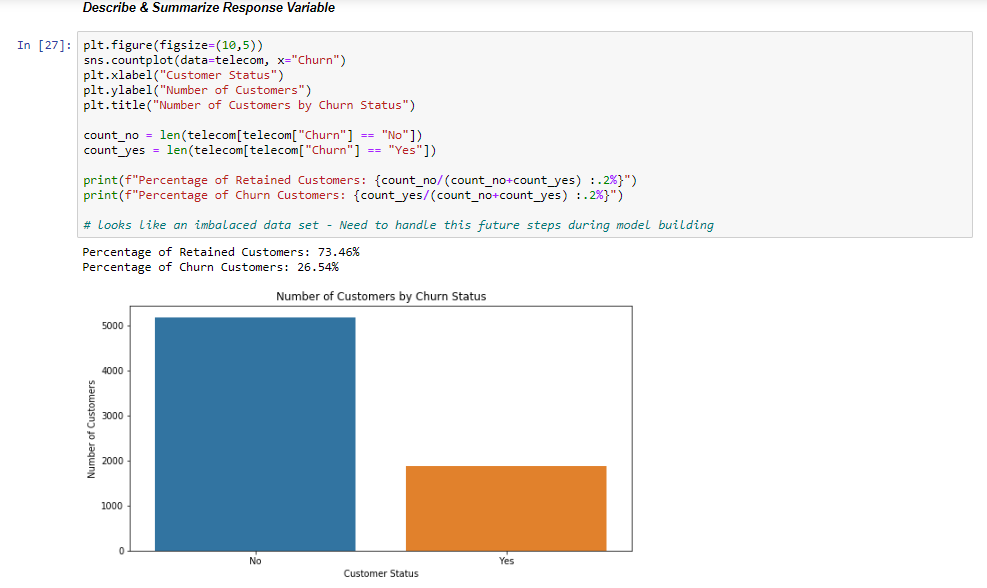 Describe & Summarize Response Variable
In [27]: plt.figure(figsize=(10,5))
sns.countplot(data=telecom, x="Churn")
plt.xlabel("Customer Status")
plt.ylabel("Number of Customers")
plt.title("Number of Customers by Churn Status")
count_no = len(telecom[telecom["Churn"] == "No"])
count_yes = len(telecom[telecom["Churn"] == "Yes"])
print(f"Percentage of Retained Customers: {count_no/(count_no+count_yes) :.2%}")
print(f"Percentage of Churn Customers: {count_yes/(count_no+count_yes) :.2%}")
# looks like an imbalaced data set - Need to handle this future steps during model building
Percentage of Retained Customers: 73.46%
Percentage of Churn Customers: 26.54%
Number of Customers by Churn Status
5000
4000
3000
2000
1000
0
Number of Customers
No Yes
Customer Status